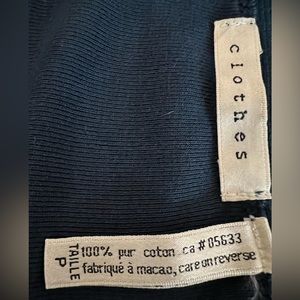 clothes
TAILLE
P
100% pur coton ca#05633
fabriqué à macao, care on reverse